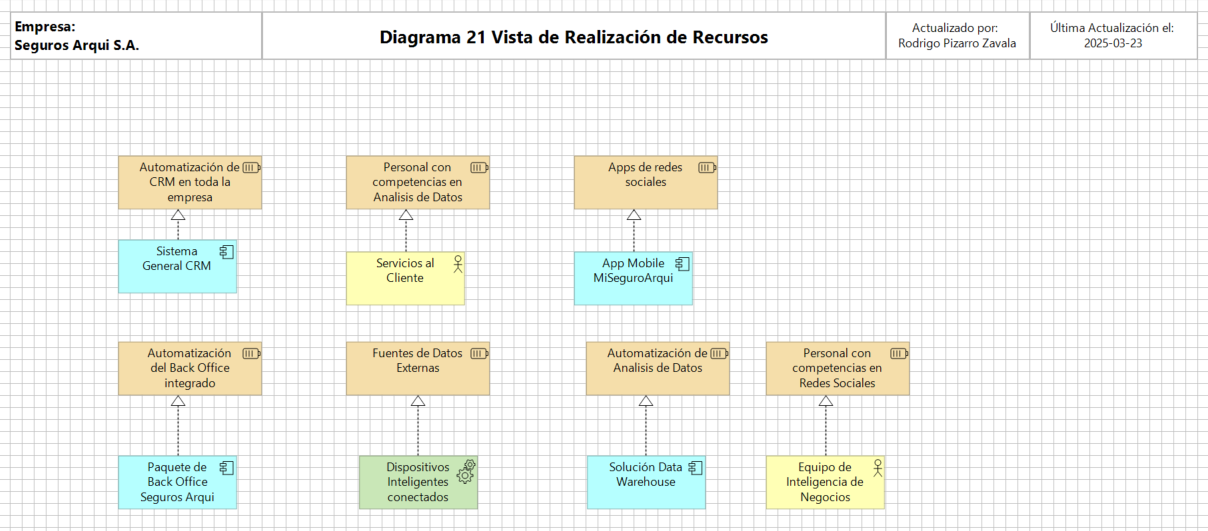 Empresa:
Seguros Arqui S.A.
Diagrama 21 Vista de Realización de Recursos
Actualizado por:
Rodrigo Pizarro Zavala
Última Actualización el:
2025-03-23
Automatización de
CRM en toda la
empresa
Personal con
competencias en
Analisis de Datos
Apps de redes
sociales
Sistema
General CRM
Servicios al
Cliente
App Mobile
MiSeguroArqui
Automatización
del Back Office
integrado
Fuentes de Datos
Externas
Automatización de
Analisis de Datos
Personal con
competencias en
Redes Sociales
Paquete de
Back Office
Seguros Arqui
Dispositivos
Inteligentes
conectados
Solución Data
Warehouse
Equipo de
Inteligencia de
Negocios